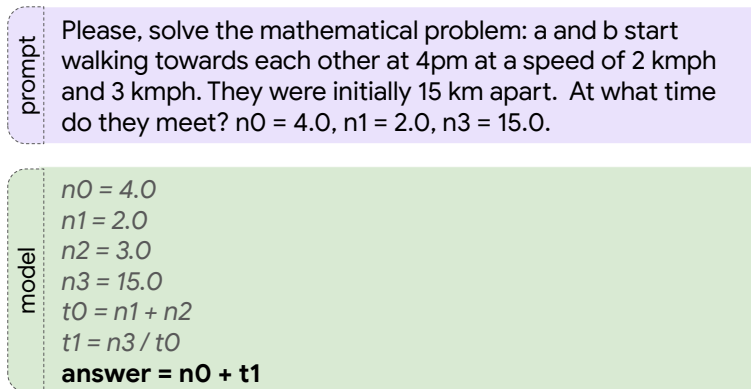 prompt
Please, solve the mathematical problem: a and b start
walking towards each other at 4pm at a speed of 2 kmph
and 3 kmph. They were initially 15 km apart.  At what time
do they meet? n0 = 4.0, n1 = 2.0, n3 = 15.0.
model
n0 = 4.0
n1 = 2.0
n2 = 3.0
n3 = 15.0
t0 = n1 + n2
t1 = n3 / t0
answer = n0 + t1